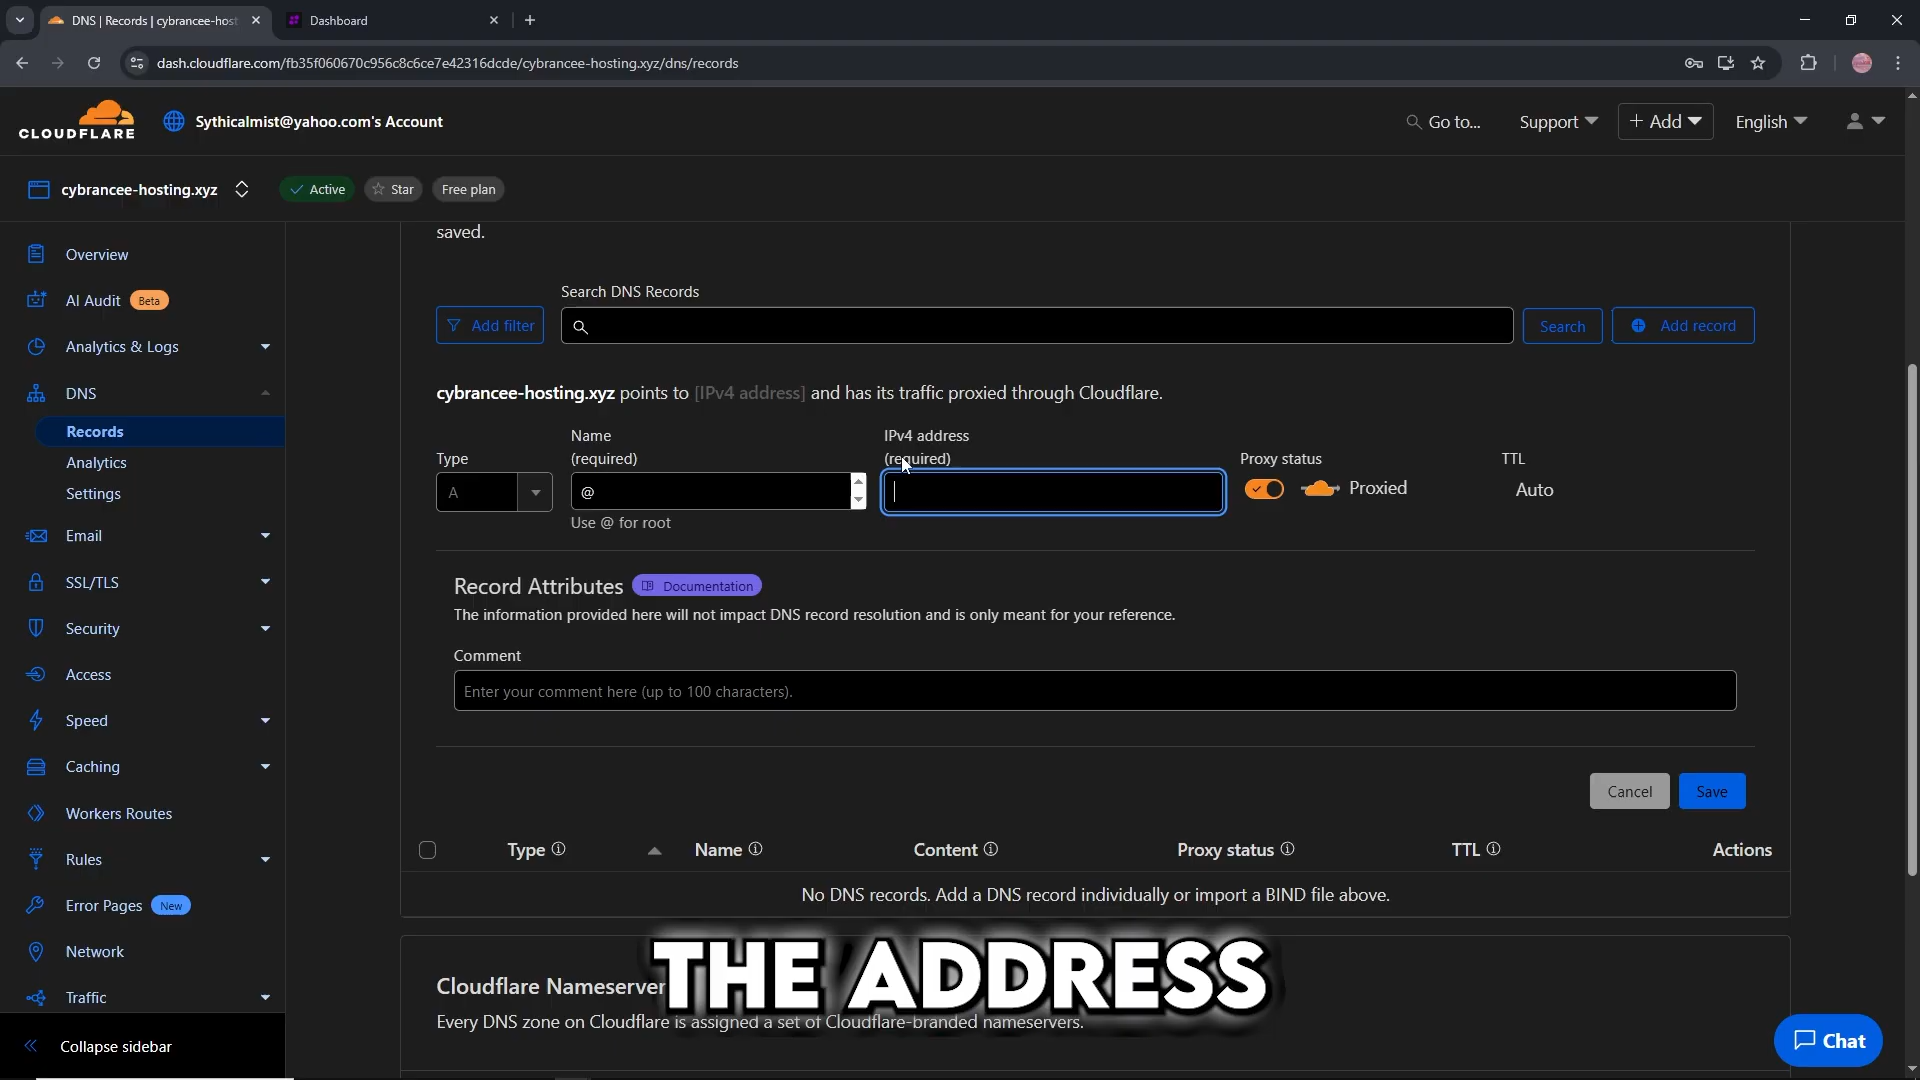 DNS | Records | cybrancee-host
Dashboard
dash.cloudflare.com/fb35f060670c956c8c6ce7e42316dcde/cybrancee-hosting.xyz/dns/records
CLOUDFLARE
Sythicalmist@yahoo.com's Account
Go to...
Support
Add
English
cybrancee-hosting.xyz
Active
Star
Free plan
Overview
AI Audit Beta
Analytics & Logs
DNS
Records
Analytics
Settings
Email
SSL/TLS
Security
Access
Speed
Caching
Workers Routes
Rules
Error Pages New
Network
Traffic
Collapse sidebar
saved.
Search DNS Records
Add filter
Search
Add record
cybrancee-hosting.xyz points to [IPv4 address] and has its traffic proxied through Cloudflare.
Type
Name
(required)
IPv4 address
(required)
Proxy status
TTL
A
@
Proxied
Auto
Use @ for root
Record Attributes Documentation
The information provided here will not impact DNS record resolution and is only meant for your reference.
Comment
Enter your comment here (up to 100 characters).
Cancel
Save
Type
Name
Content
Proxy status
TTL
Actions
No DNS records. Add a DNS record individually or import a BIND file above.
THE ADDRESS
Cloudflare Nameserver
Every DNS zone on Cloudflare is assigned a set of Cloudflare-branded nameservers.
Chat